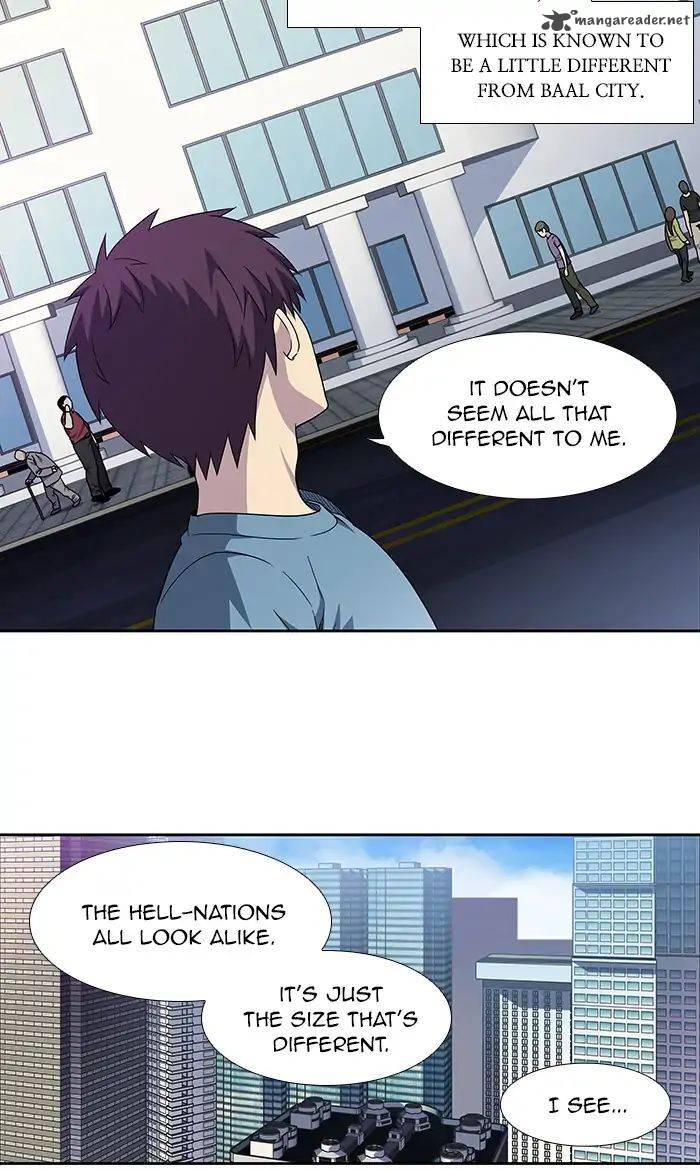 mangareader.net
WHICH IS KNOWN TO
BE A LITTLE DIFFERENT
FROM BAAL CITY.
IT DOESN'T
SEEM ALL THAT
DIFFERENT TO ME.
THE HELL-NATIONS
ALL LOOK ALIKE.
IT'S JUST
THE SIZE THAT'S
DIFFERENT.
I SEE...